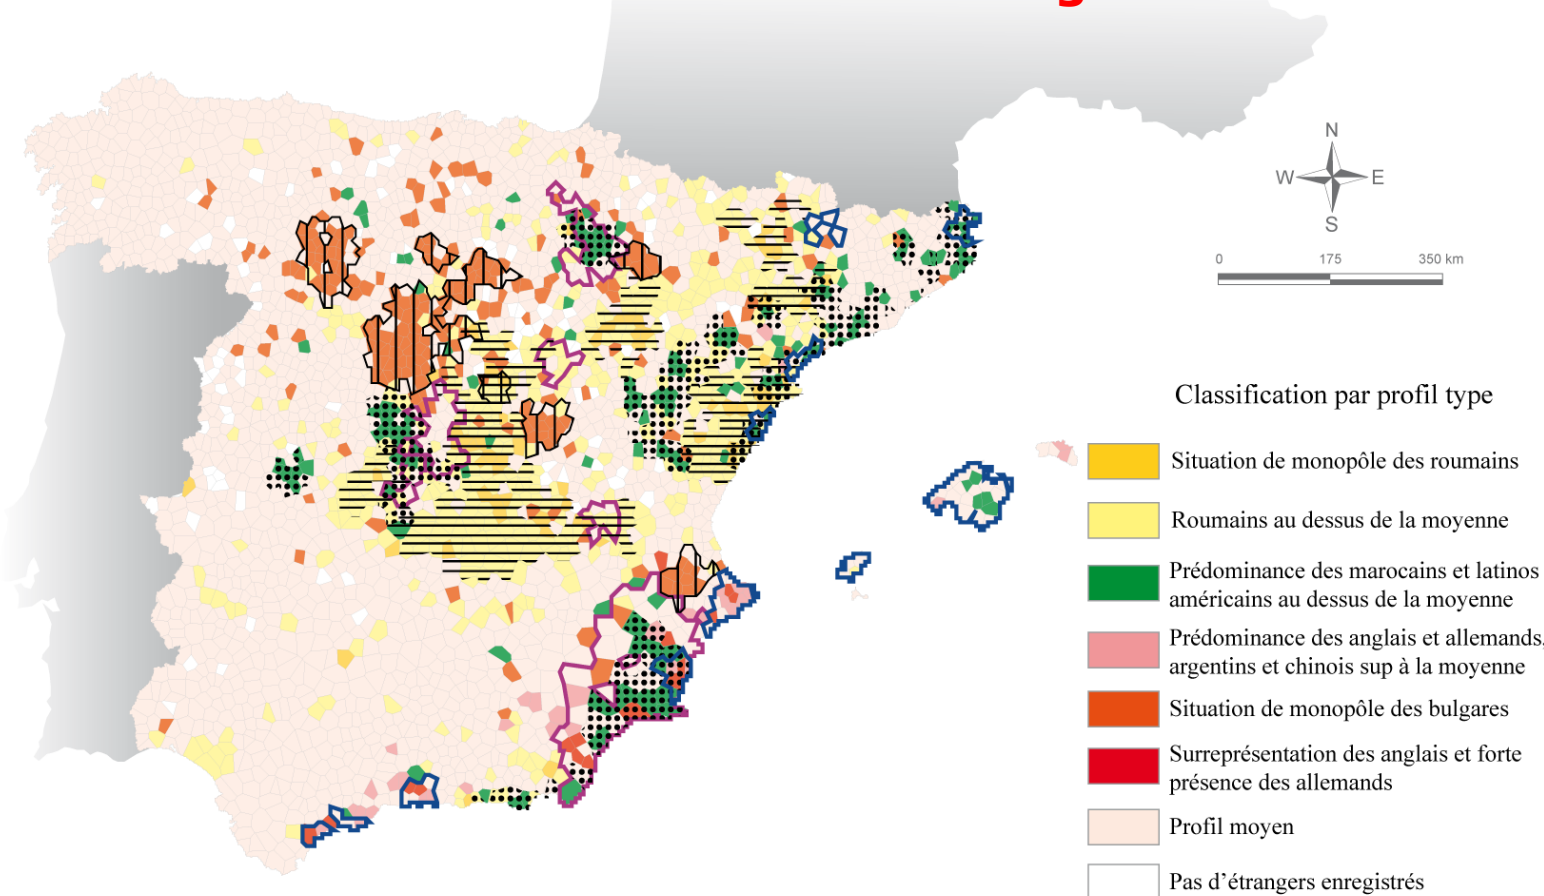 g
N
W
E
S
0
175
350 km
Classification par profil type
Situation de monopôle des roumains
Roumains au dessus de la moyenne
Prédominance des marocains et latinos
américains au dessus de la moyenne
Prédominance des anglais et allemands,
argentins et chinois sup à la moyenne
Situation de monopôle des bulgares
Surreprésentation des anglais et forte
présence des allemands
Profil moyen
Pas d’étrangers enregistrés